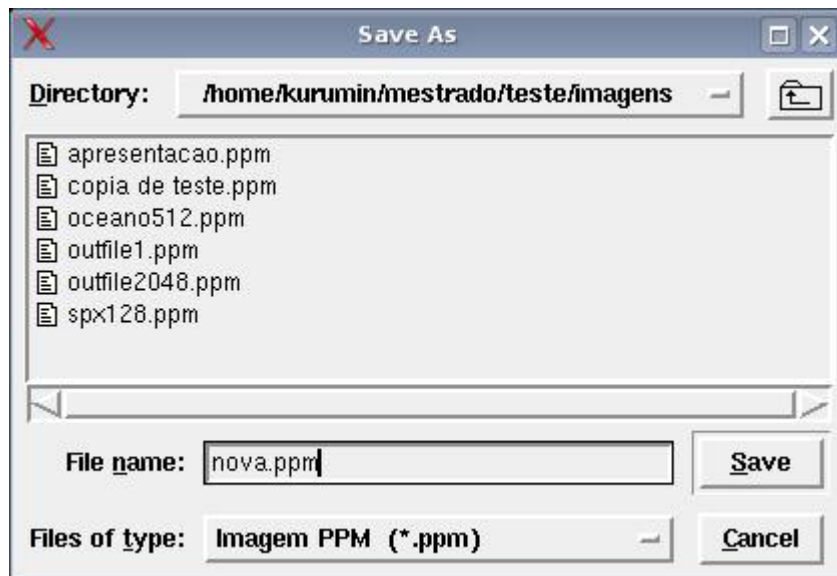 Save As
Directory: /home/kurumin/mestrado/teste/imagens
apresentacao.ppm
copia de teste.ppm
oceano512.ppm
outfile1.ppm
outfile2048.ppm
spx128.ppm
File name: nova.ppm Save
Files of type: Imagem PPM (*.ppm) Cancel